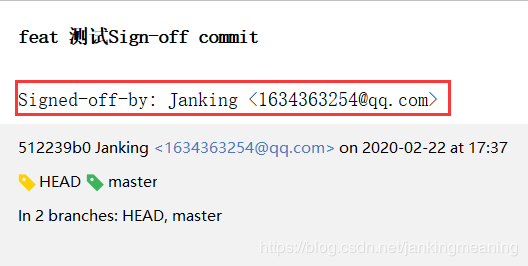 feat 测试Sign-off commit
Signed-off-by: Janking <1634363254@qq.com>
512239b0 Janking <1634363254@qq.com> on 2020-02-22 at 17:37
HEAD master
In 2 branches: HEAD, master
https://blog.csdn.net/jankingmeaning